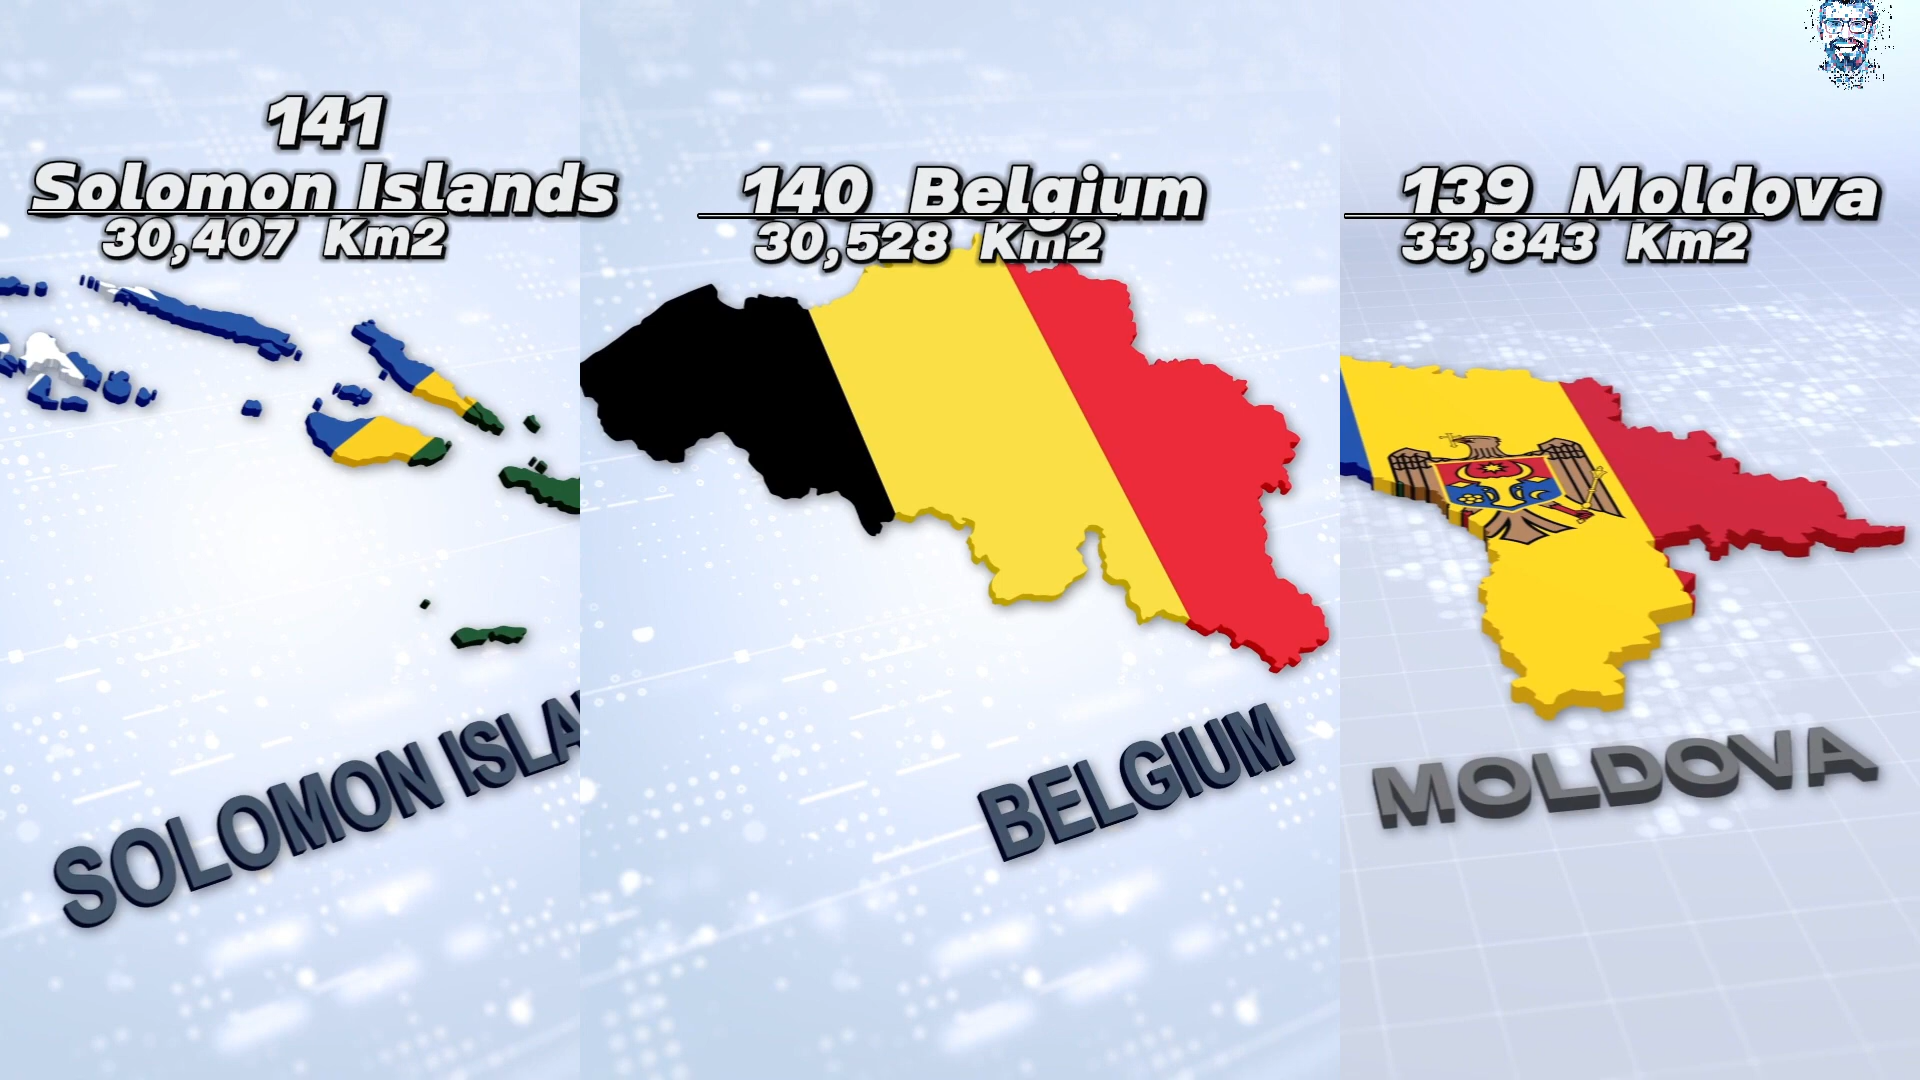 141
Solomon Islands
30,407 Km2
SOLOMON ISLA
140 Belgium
30,528 Km2
BELGIUM
139 Moldova
33,843 Km2
MOLDOVA